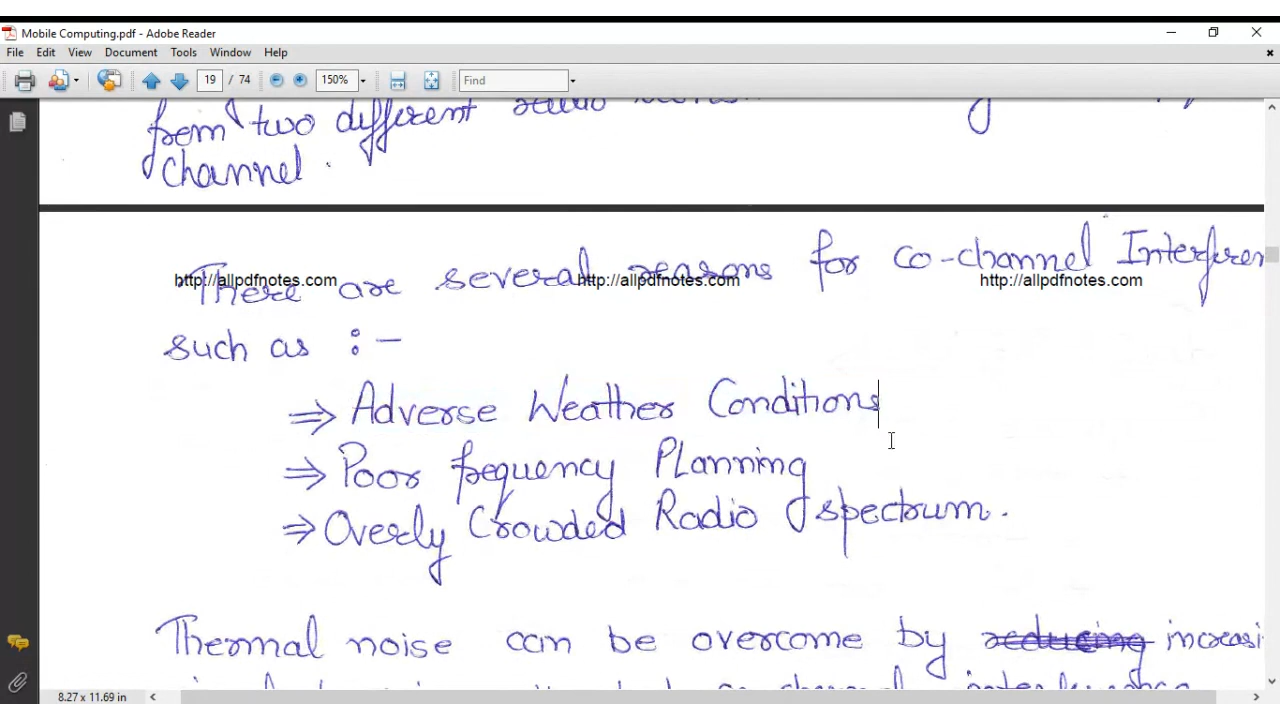 Mobile Computing.pdf - Adobe Reader
File Edit View Document Tools Window Help
19 / 74 150% Find
from two different
channel.
There are several reasons for co-channel Interferen
http://allpdfnotes.com http://allpdfnotes.com http://allpdfnotes.com
such as :-
⇒ Adverse Weather Conditions
⇒ Poor frequency Planning
⇒ Overly Crowded Radio spectrum.
Thermal noise can be overcome by reducing increasi
8.27 x 11.69 in